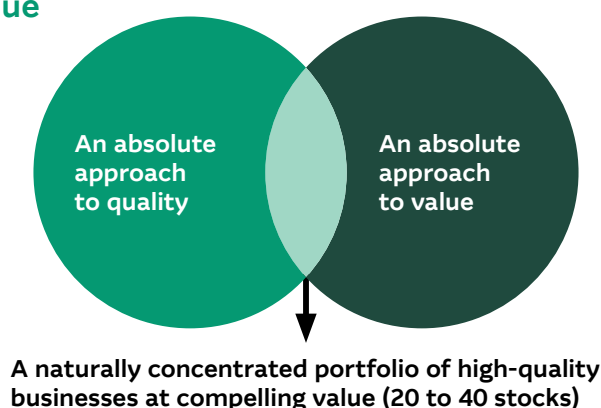 ue
An absolute
approach
to quality
An absolute
approach
to value
A naturally concentrated portfolio of high-quality
businesses at compelling value (20 to 40 stocks)